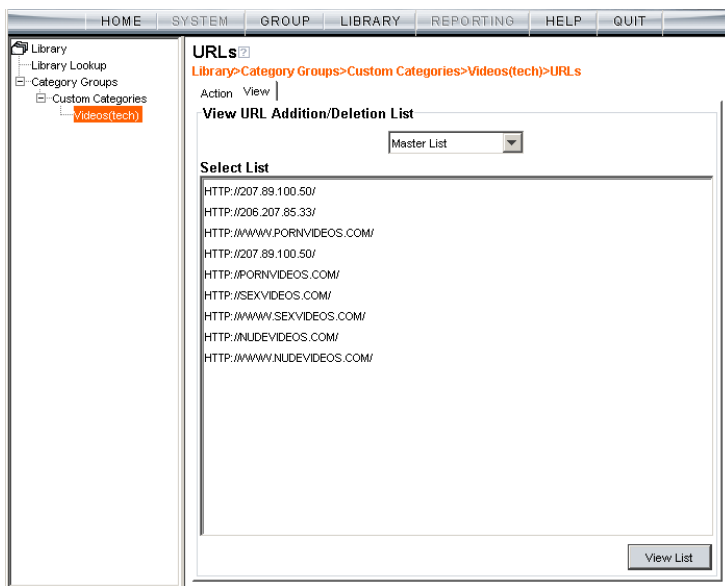 HOME SYSTEM GROUP LIBRARY REPORTING HELP QUIT
Library
Library Lookup
Category Groups
Custom Categories
Videos(tech)
URLs?
Library>Category Groups>Custom Categories>Videos(tech)>URLs
Action View
View URL Addition/Deletion List
Master List
Select List
HTTP://207.89.100.50/
HTTP://206.207.85.33/
HTTP://WWW.PORNVIDEOS.COM/
HTTP://207.89.100.50/
HTTP://PORNVIDEOS.COM/
HTTP://SEXVIDEOS.COM/
HTTP://WWW.SEXVIDEOS.COM/
HTTP://NUDEVIDEOS.COM/
HTTP://WWW.NUDEVIDEOS.COM/
View List